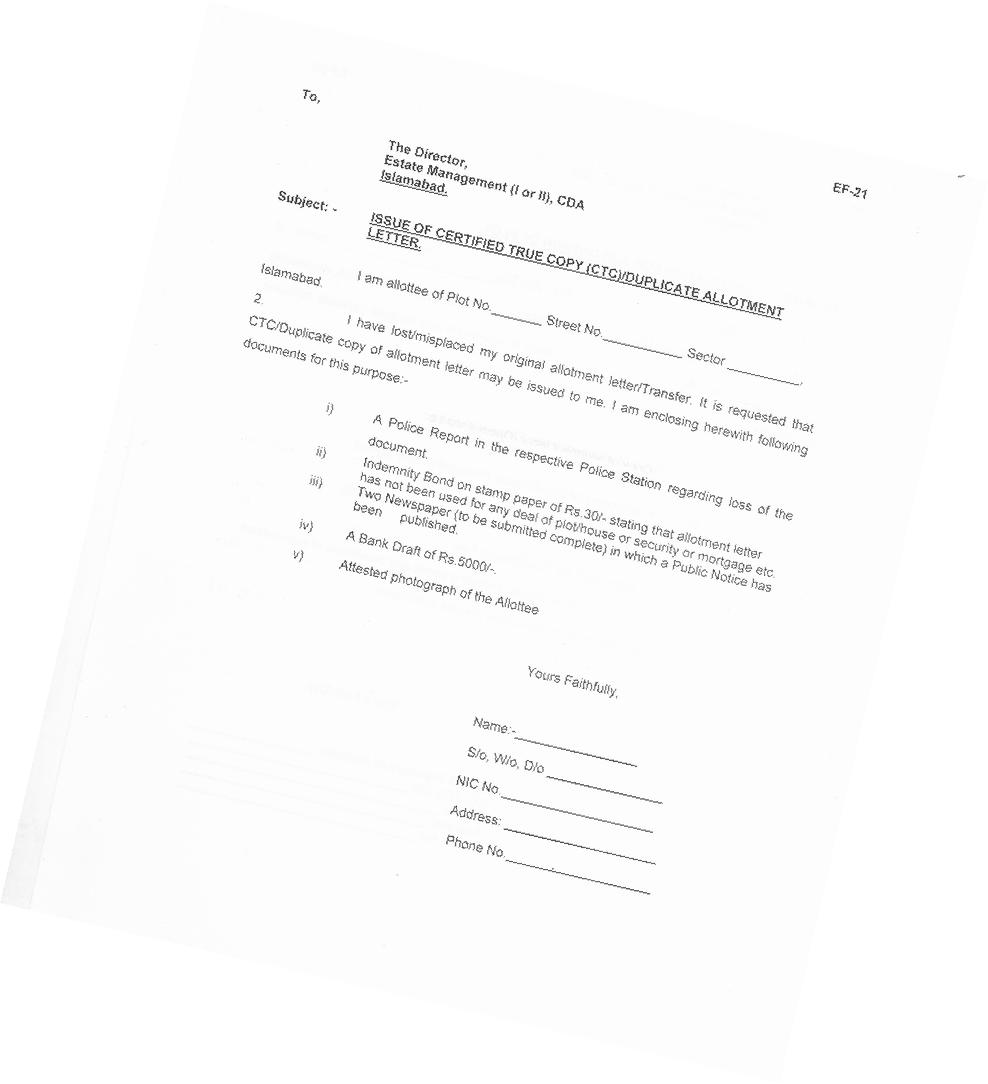 EF-21
To,
The Director,
Estate Management (I or II), CDA
Islamabad.
Subject: - ISSUE OF CERTIFIED TRUE COPY (CTC)/DUPLICATE ALLOTMENT
LETTER.
I am allottee of Plot No._______ Street No.___________ Sector __________,
Islamabad.
2. I have lost/misplaced my original allotment letter/Transfer. It is requested that
CTC/Duplicate copy of allotment letter may be issued to me. I am enclosing herewith following
documents for this purpose:-
i) A Police Report in the respective Police Station regarding loss of the
document.
ii) Indemnity Bond on stamp paper of Rs.30/- stating that allotment letter
has not been used for any deal of plot/house or security or mortgage etc.
iii) Two Newspaper (to be submitted complete) in which a Public Notice has
been published.
iv) A Bank Draft of Rs.5000/-.
v) Attested photograph of the Allottee
Yours Faithfully,
Name:-_________________
S/o, W/o, D/o ________________
NIC No._____________________
Address: _____________________
Phone No.____________________